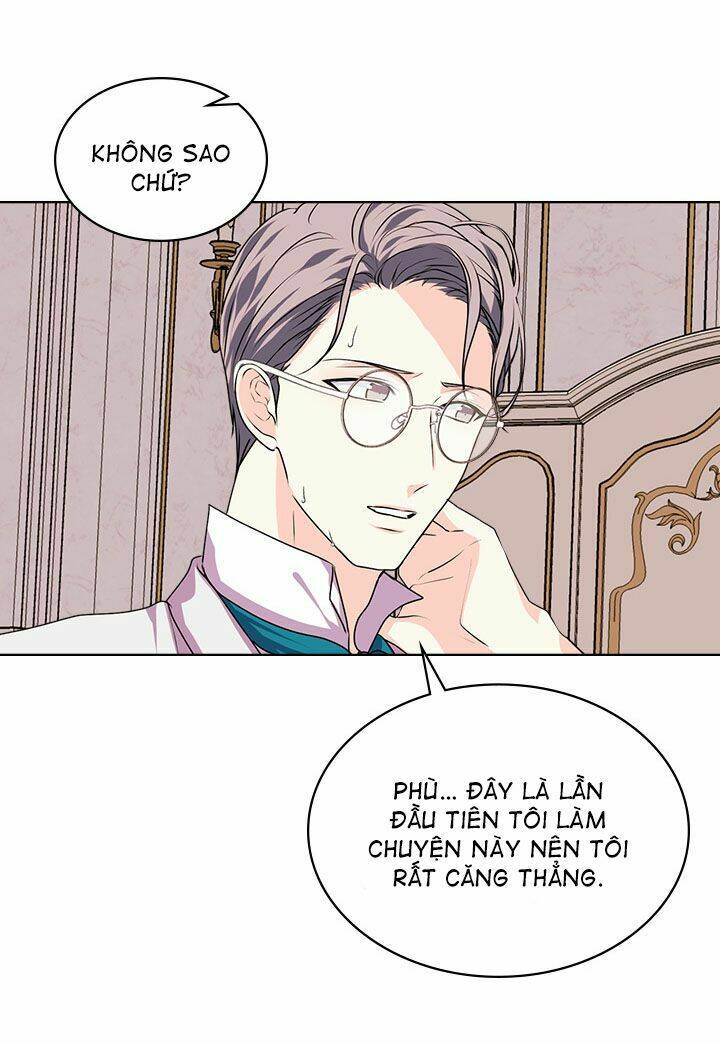 KHÔNG SAO
CHỨ?
PHÙ... ĐÂY LÀ LẦN
ĐẦU TIÊN TÔI LÀM
CHUYỆN NÀY NÊN TÔI
RẤT CĂNG THẲNG.